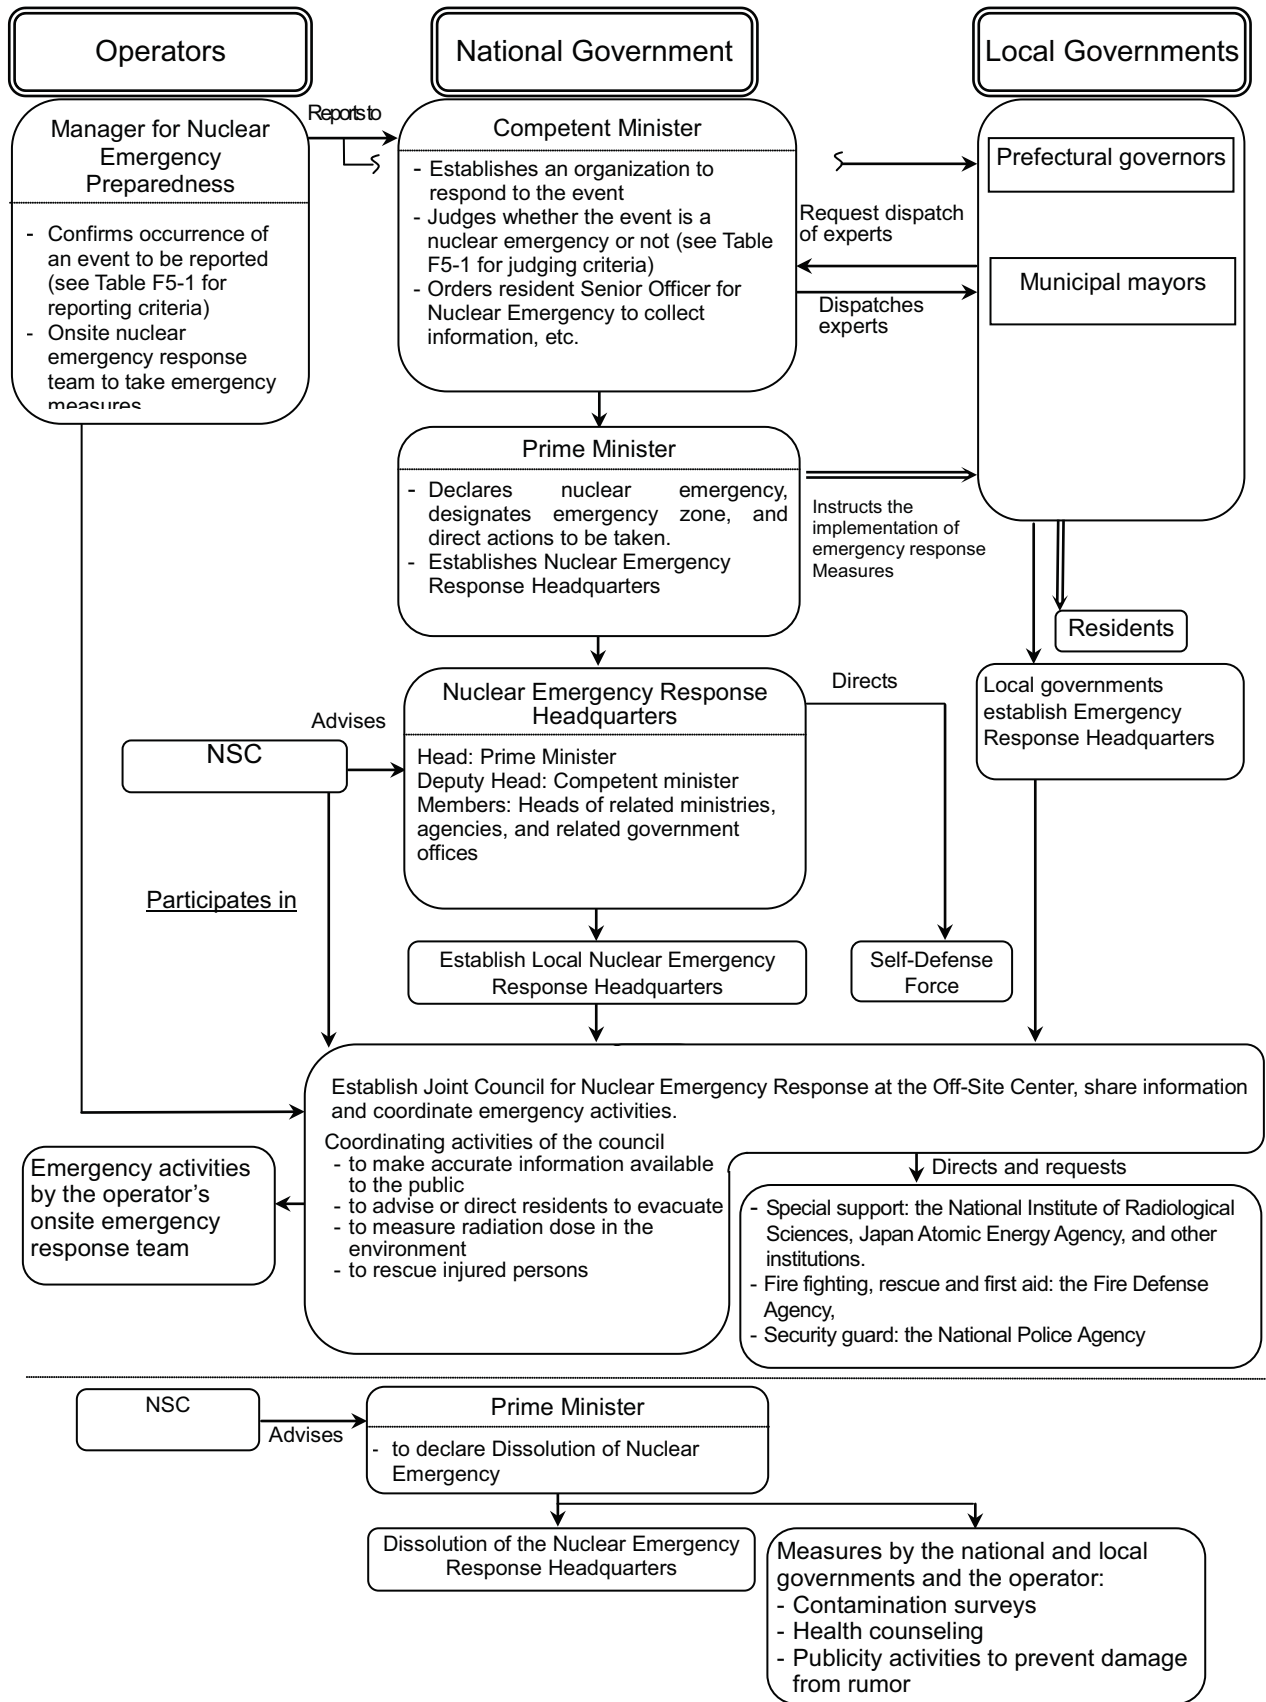 Operators
National Government
Local Governments
Manager for Nuclear
Emergency
Preparedness
- Confirms occurrence of
an event to be reported
(see Table F5-1 for
reporting criteria)
- Onsite nuclear
emergency response
team to take emergency
measures
Reports to
Competent Minister
- Establishes an organization to
respond to the event
- Judges whether the event is a
nuclear emergency or not (see Table
F5-1 for judging criteria)
- Orders resident Senior Officer for
Nuclear Emergency to collect
information, etc.
Request dispatch
of experts
Dispatches
experts
Prefectural governors
Municipal mayors
Prime Minister
- Declares nuclear emergency,
designates emergency zone, and
direct actions to be taken.
- Establishes Nuclear Emergency
Response Headquarters
Instructs the
implementation of
emergency response
Measures
Residents
Local governments
establish Emergency
Response Headquarters
Nuclear Emergency Response
Headquarters
Head: Prime Minister
Deputy Head: Competent minister
Members: Heads of related ministries,
agencies, and related government
offices
Directs
Advises
NSC
Participates in
Establish Local Nuclear Emergency
Response Headquarters
Self-Defense
Force
Establish Joint Council for Nuclear Emergency Response at the Off-Site Center, share information
and coordinate emergency activities.
Coordinating activities of the council
- to make accurate information available
to the public
- to advise or direct residents to evacuate
- to measure radiation dose in the
environment
- to rescue injured persons
Emergency activities
by the operator's
onsite emergency
response team
Directs and requests
- Special support: the National Institute of Radiological
Sciences, Japan Atomic Energy Agency, and other
institutions.
- Fire fighting, rescue and first aid: the Fire Defense
Agency,
- Security guard: the National Police Agency
NSC
Advises
Prime Minister
- to declare Dissolution of Nuclear
Emergency
Dissolution of the Nuclear Emergency
Response Headquarters
Measures by the national and local
governments and the operator:
- Contamination surveys
- Health counseling
- Publicity activities to prevent damage
from rumor